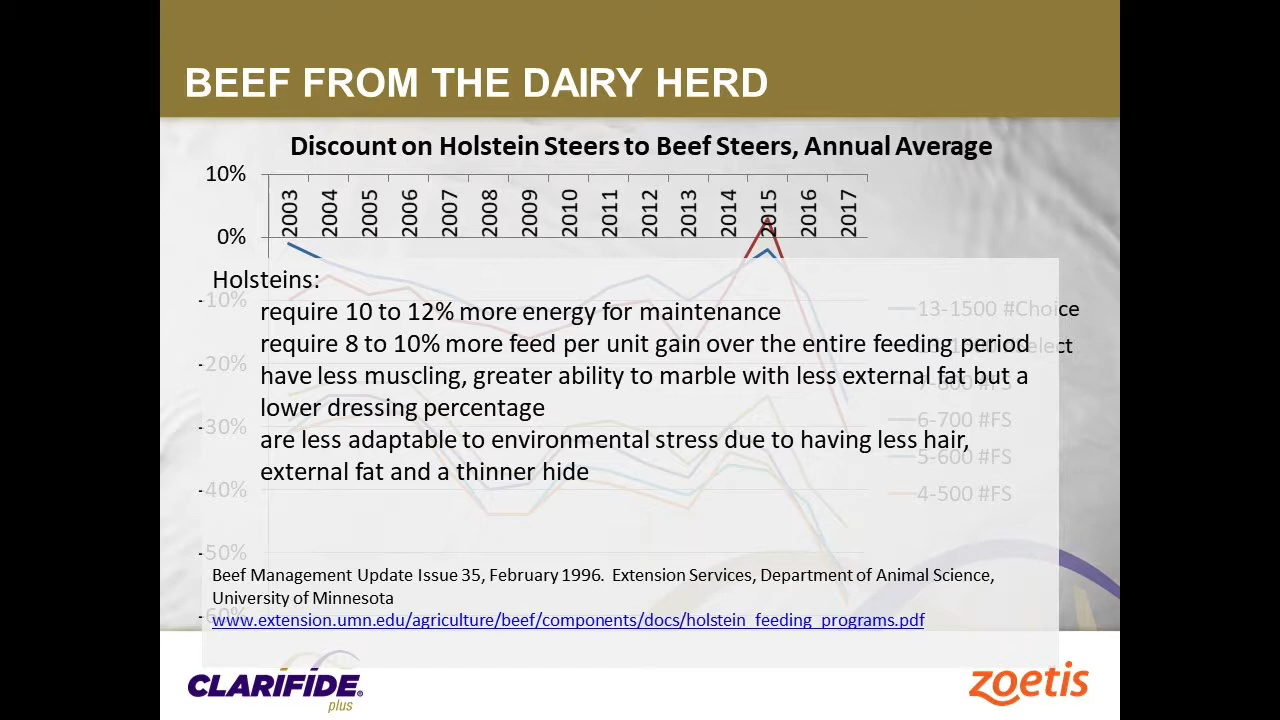 BEEF FROM THE DAIRY HERD
Discount on Holstein Steers to Beef Steers, Annual Average
10%
2003 2004 2005 2006 2007 2008 2009 2010 2011 2012 2013 2014 2015 2016 2017
0%
Holsteins:
-10%
require 10 to 12% more energy for maintenance
13-1500 #Choice
require 8 to 10% more feed per unit gain over the entire feeding period
-20%
have less muscling, greater ability to marble with less external fat but a
lower dressing percentage
-30%
6-700 #FS
are less adaptable to environmental stress due to having less hair,
5-600 #FS
external fat and a thinner hide
-40%
4-500 #FS
-50%
Beef Management Update Issue 35, February 1996. Extension Services, Department of Animal Science,
University of Minnesota
-60%
www.extension.umn.edu/agriculture/beef/components/docs/holstein_feeding_programs.pdf
CLARIFIDE®
plus
zoetis